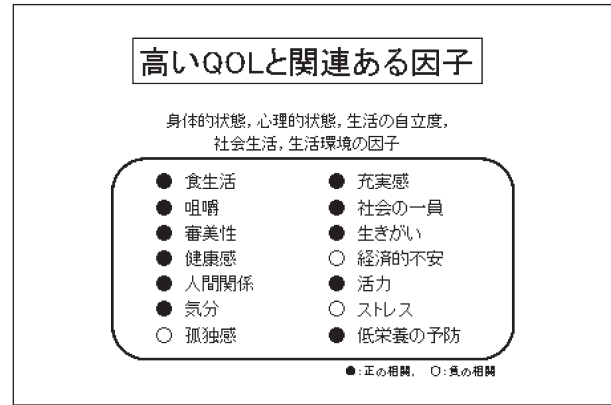 高いQOLと関連ある因子
身体的状態，心理的状態，生活の自立度，
社会生活，生活環境の因子
● 食生活
● 咀嚼
● 審美性
● 健康感
● 人間関係
● 気分
○ 孤独感
● 充実感
● 社会の一員
● 生きがい
○ 経済的不安
● 活力
○ ストレス
● 低栄養の予防
●：正の相関， ○：負の相関